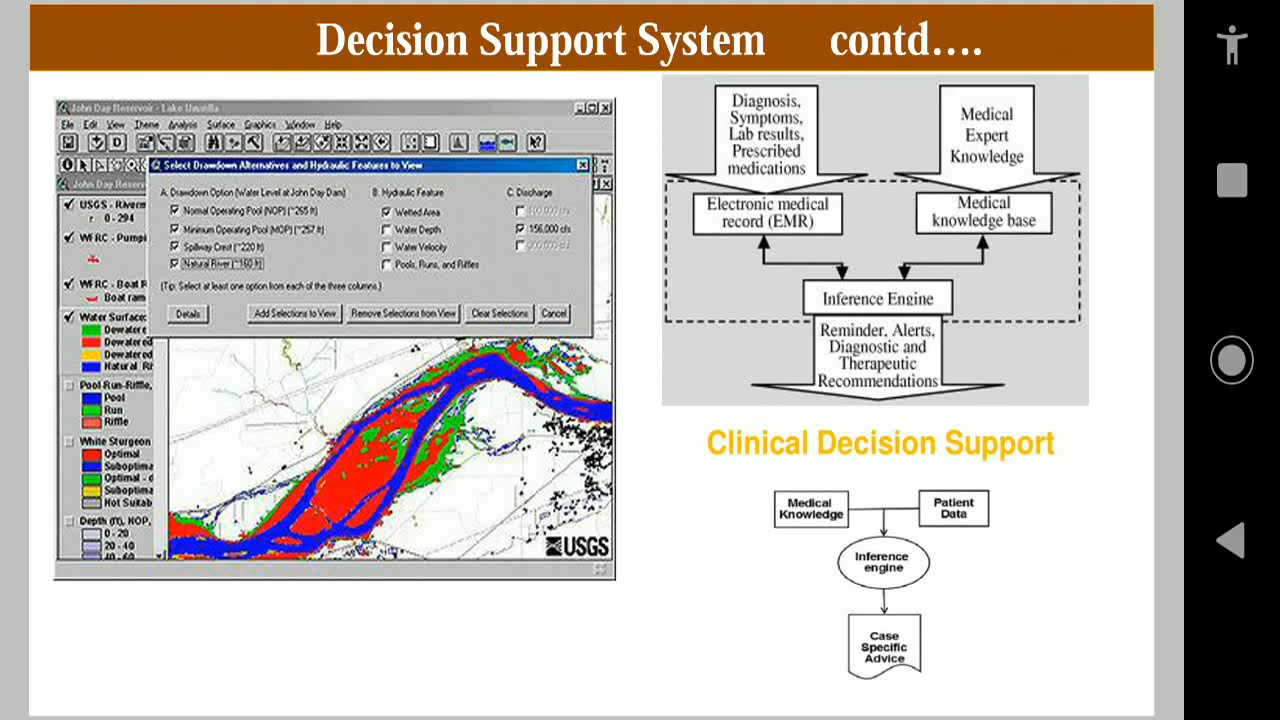 Decision Support System contd....
John Day Reservoir - Lake Umatilla
File Edit View Theme Analysis Surface Graphics Window Help
Select Drawdown Alternatives and Hydraulic Features to View
A. Drawdown Option (Water Level at John Day Dam)
Normal Operating Pool (NOP) (~265 ft)
Minimum Operating Pool (MOP) (~257 ft)
Spillway Crest (~220 ft)
Natural River (~160 ft)
B. Hydraulic Feature
Wetted Area
Water Depth
Water Velocity
Pools, Runs, and Riffles
C. Discharge
156,000 cfs
(Tip: Select at least one option from each of the three columns.)
Details Add Selections to View Remove Selections from View Clear Selections Cancel
John Day Reserv
USGS - Riverm
r 0 - 294
WFRC - Pumpi
WFRC - Boat R
Boat ram
Water Surface:
Dewatere
Dewatered
Dewatered
Natural Ri
Pool-Run-Riffle,
Pool
Run
Riffle
White Sturgeon
Optimal
Suboptima
Optimal - d
Suboptima
Not Suitab
Depth (ft), NOP,
0 - 20
20 - 40
40 - 60
USGS
Diagnosis,
Symptoms,
Lab results,
Prescribed
medications
Medical
Expert
Knowledge
Electronic medical
record (EMR)
Medical
knowledge base
Inference Engine
Reminder, Alerts,
Diagnostic and
Therapeutic
Recommendations
Clinical Decision Support
Medical
Knowledge
Patient
Data
Inference
engine
Case
Specific
Advice